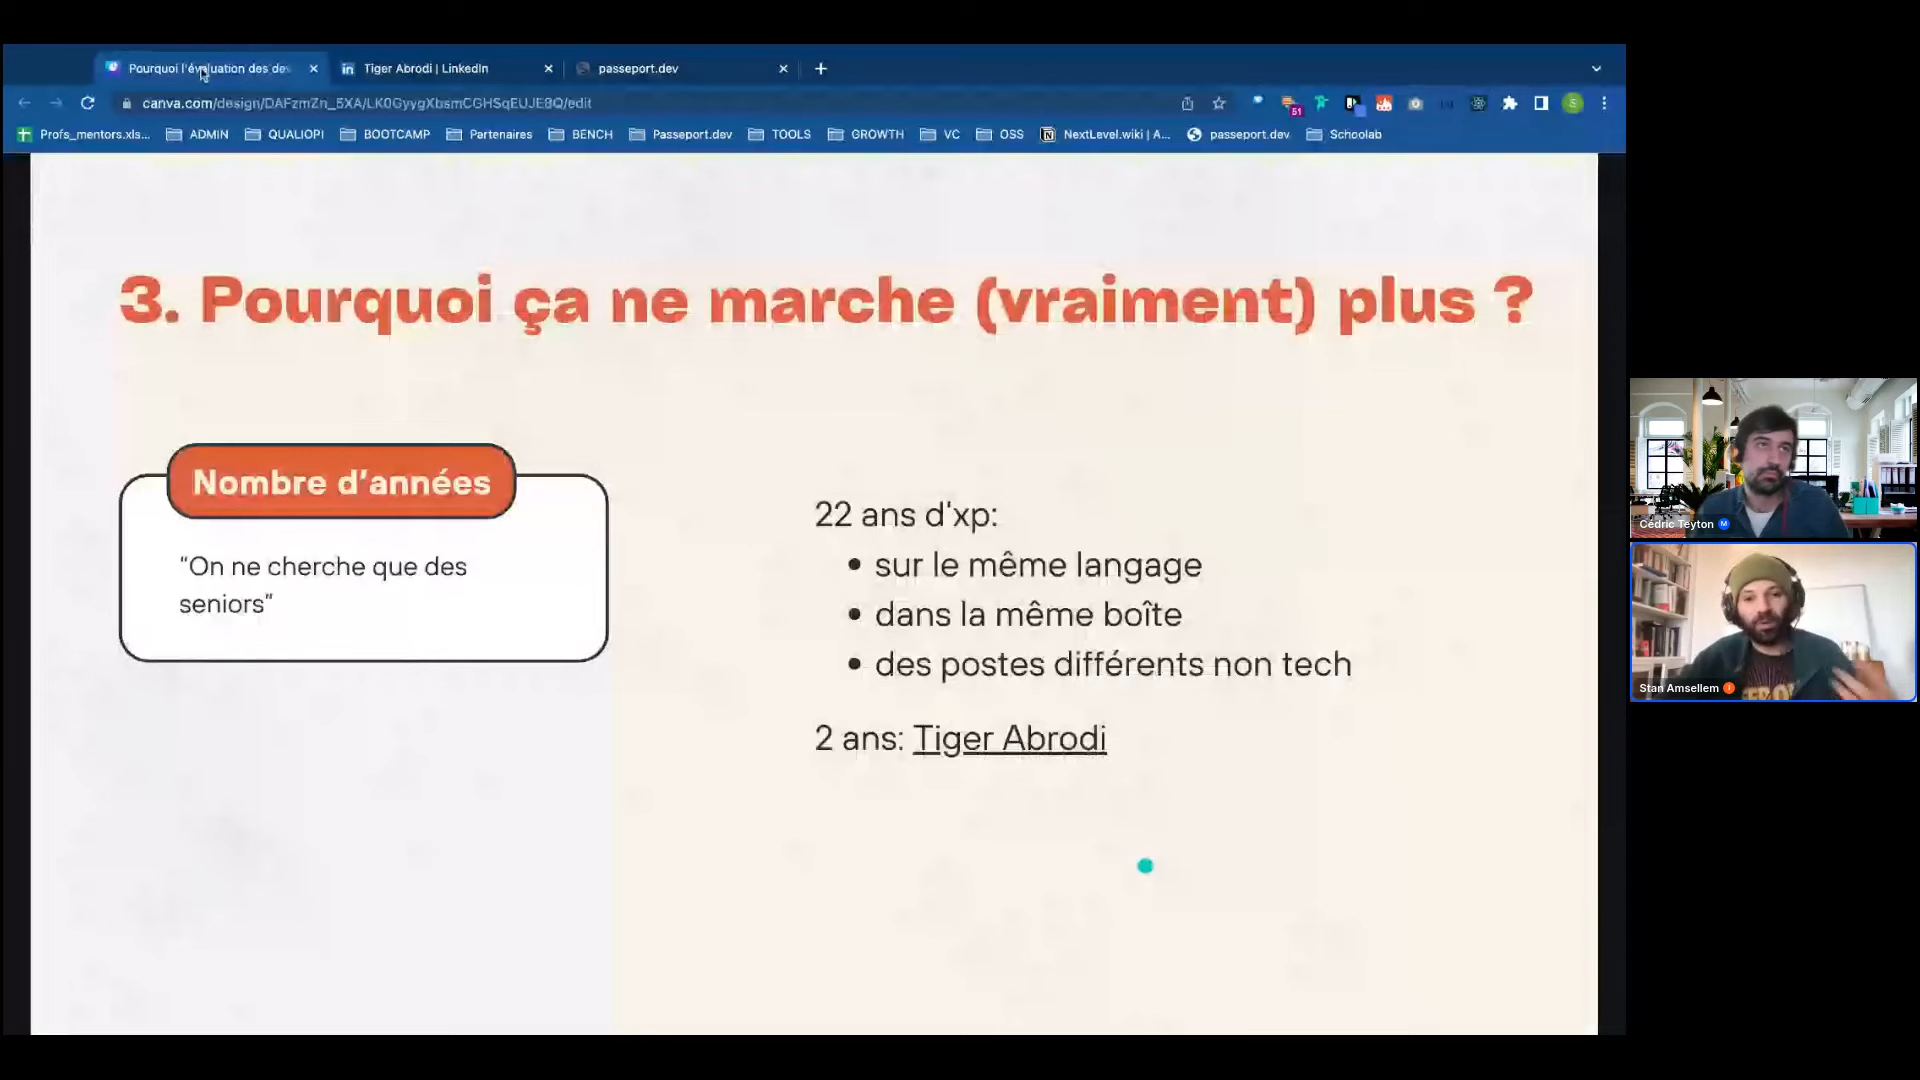 Pourquoi l'évaluation des dev
Tiger Abrodi | LinkedIn
passeport.dev
canva.com/design/DAFzmZn_5XA/LK0GyygXbsmCGHSqEUJE8Q/edit
51
S
Profs_mentors.xls...
ADMIN
QUALIOPI
BOOTCAMP
Partenaires
BENCH
Passeport.dev
TOOLS
GROWTH
VC
OSS
NextLevel.wiki | A...
passeport.dev
Schoolab
3. Pourquoi ça ne marche (vraiment) plus ?
Nombre d'années
“On ne cherche que des
seniors”
22 ans d'xp:
• sur le même langage
• dans la même boîte
• des postes différents non tech
2 ans: Tiger Abrodi
Cédric Teyton
Stan Amsellem